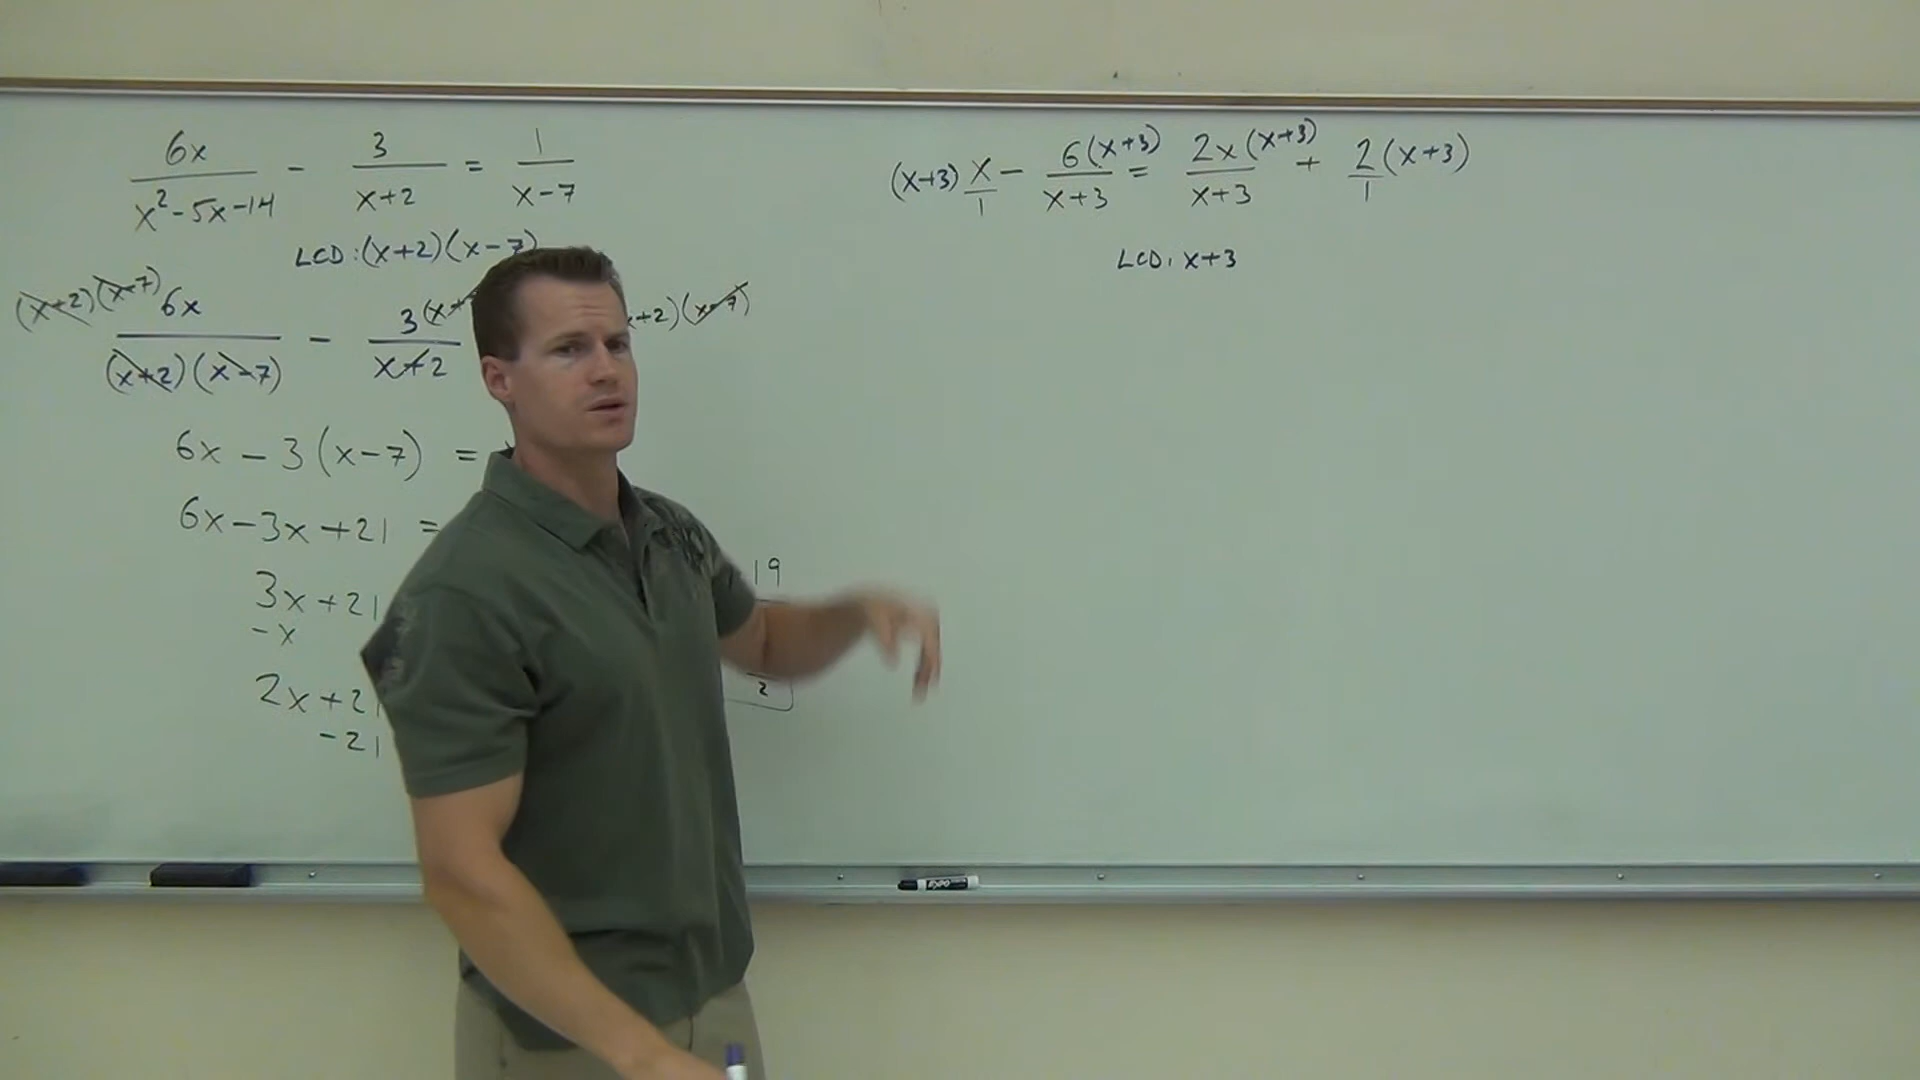 6x/(x²-5x-14) - 3/(x+2) = 1/(x-7)
LCD:(x+2)(x-7)
(x+2)(x-7) 6x/((x+2)(x-7)) - 3(x+ /(x+2) +2)(x-7)
6x - 3(x-7) =
6x-3x+21 =
3x+21
-x
2x+21
-21
19
2
(x+3) x/1 - 6(x+3)/(x+3) = 2x(x+3)/(x+3) + 2(x+3)/1
LCD: x+3
EXPO